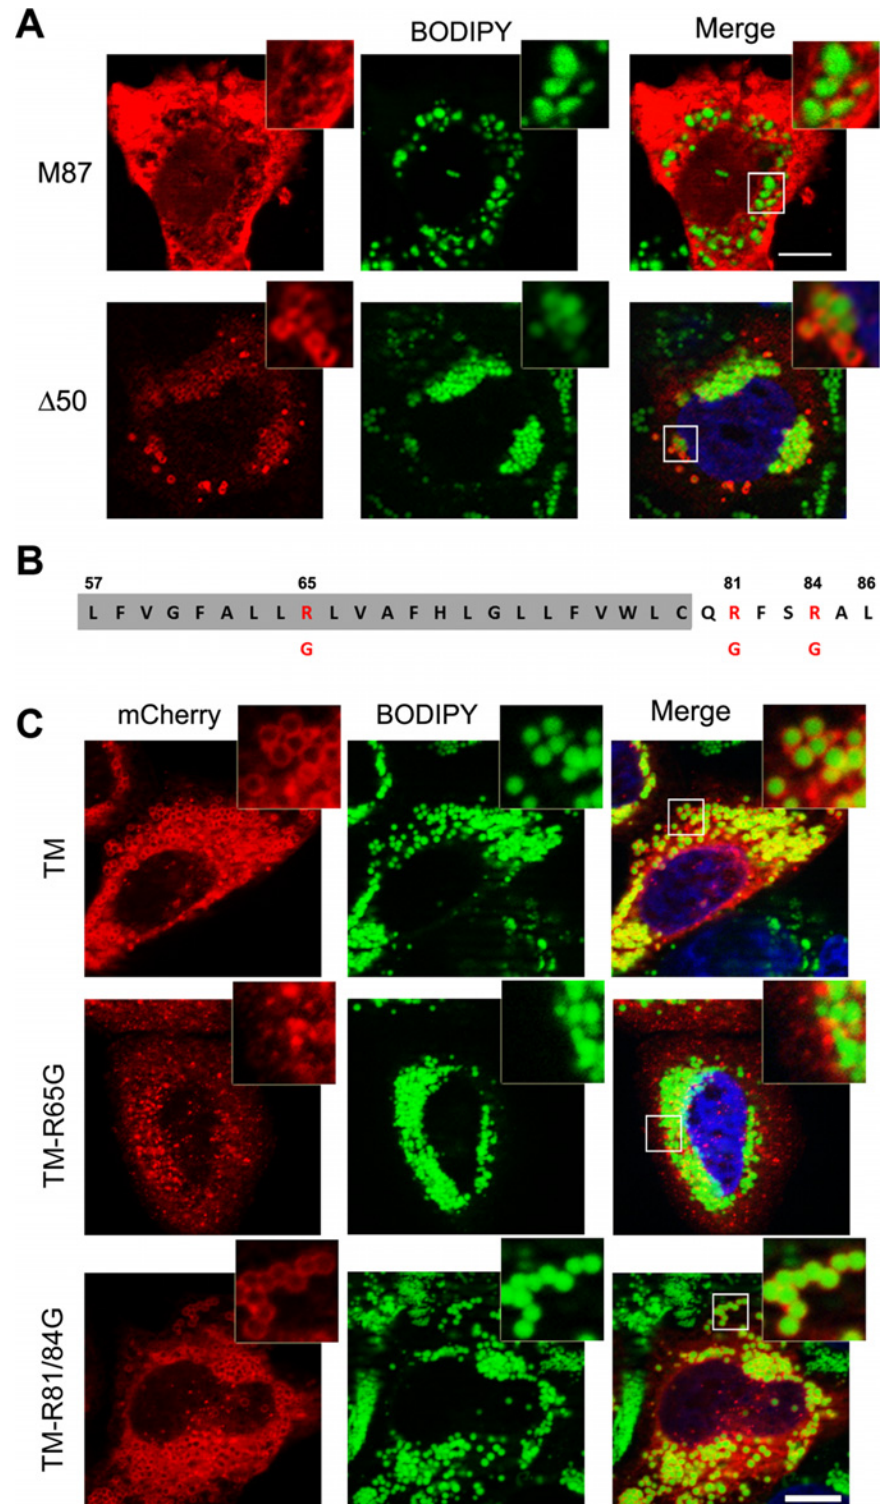 A
BODIPY Merge
M87
Δ50
B
57 65 81 84 86
L F V G F A L L R L V A F H L G L L F V W L C Q R F S R A L
G G G
C
mCherry BODIPY Merge
TM
TM-R65G
TM-R81/84G